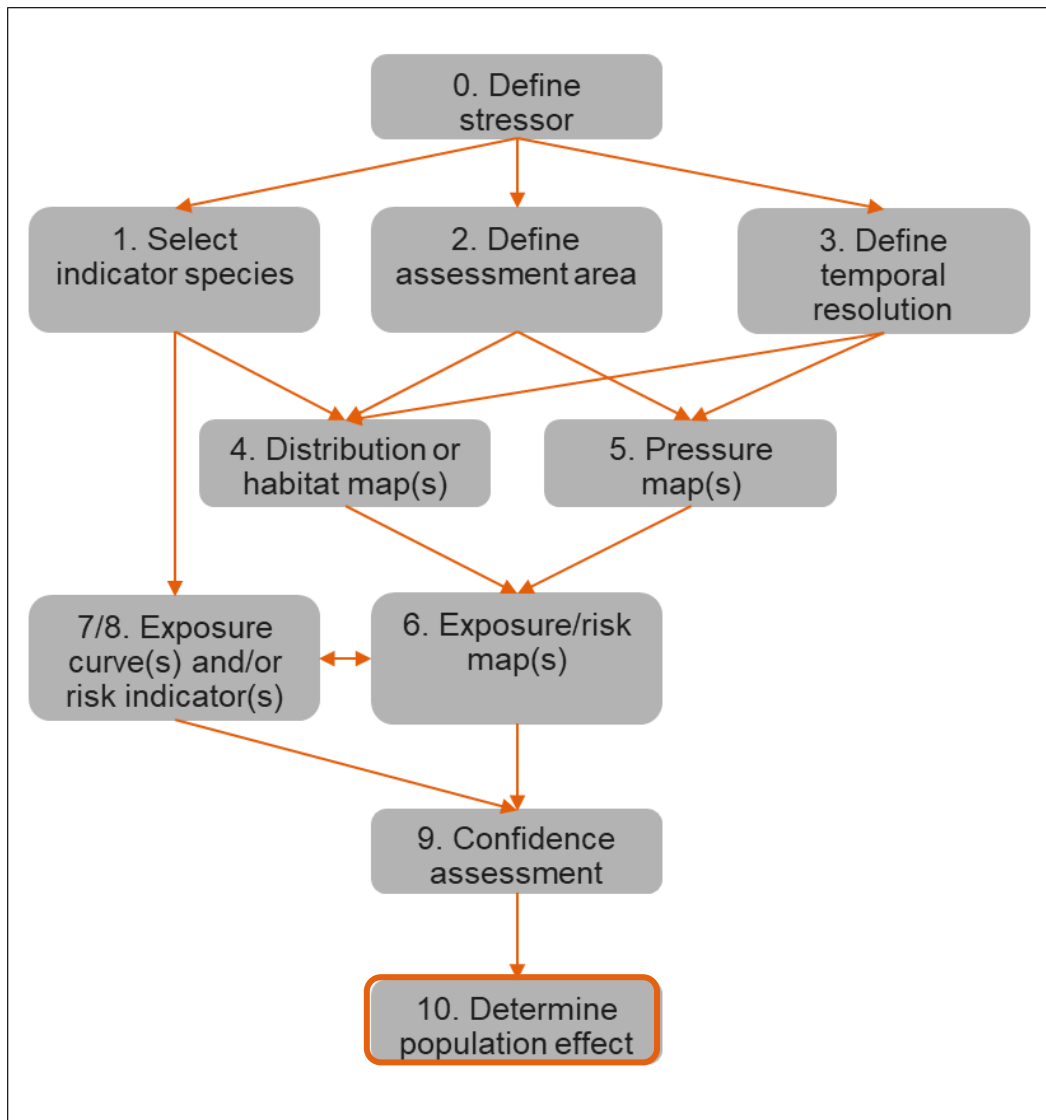 0. Define
stressor
1. Select
indicator species
2. Define
assessment area
3. Define
temporal
resolution
4. Distribution or
habitat map(s)
5. Pressure
map(s)
7/8. Exposure
curve(s) and/or
risk indicator(s)
6. Exposure/risk
map(s)
9. Confidence
assessment
10. Determine
population effect